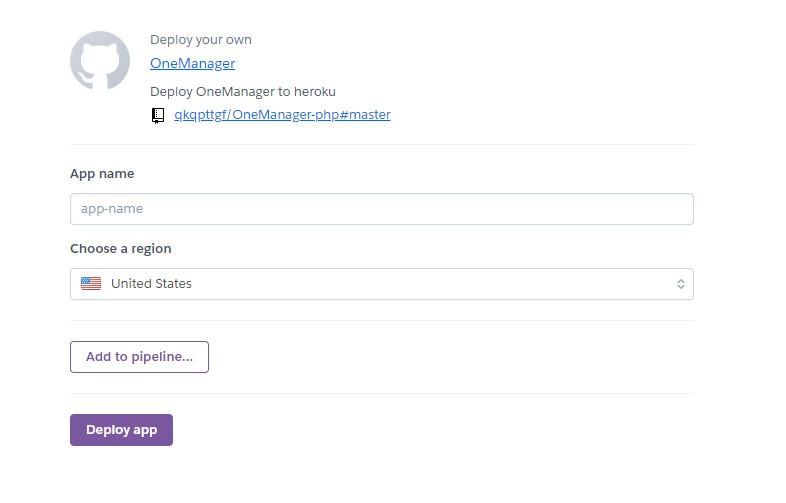 Deploy your own
OneManager
Deploy OneManager to heroku
qkqpttgf/OneManager-php#master
App name
app-name
Choose a region
United States
Add to pipeline...
Deploy app